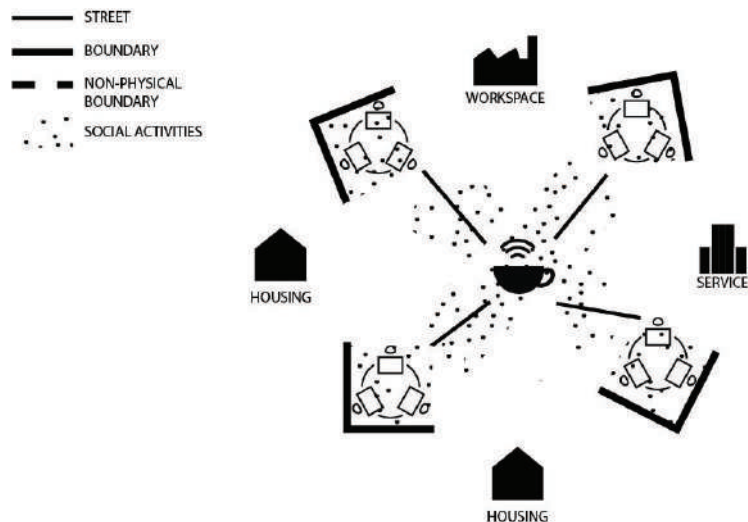 STREET
BOUNDARY
NON-PHYSICAL
BOUNDARY
SOCIAL ACTIVITIES
WORKSPACE
HOUSING
SERVICE
HOUSING